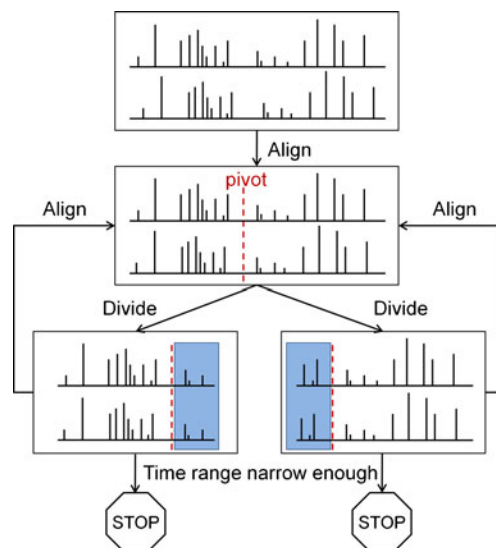 Align
pivot
Align
Align
Divide
Divide
Time range narrow enough
STOP
STOP